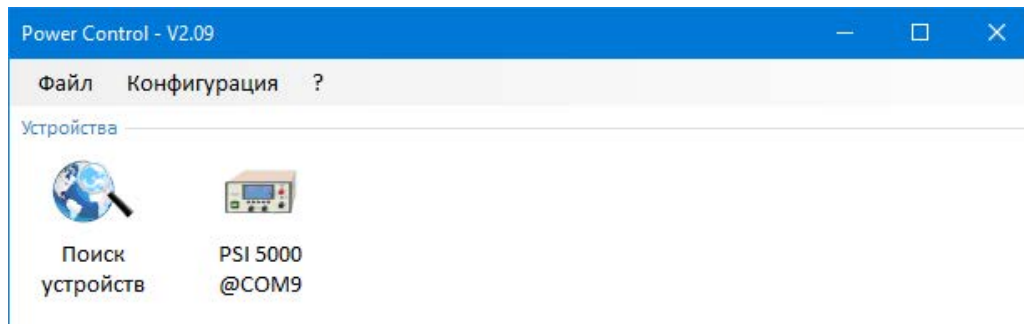 Power Control - V2.09
Файл Конфигурация ?
Устройства
Поиск устройств
PSI 5000 @COM9